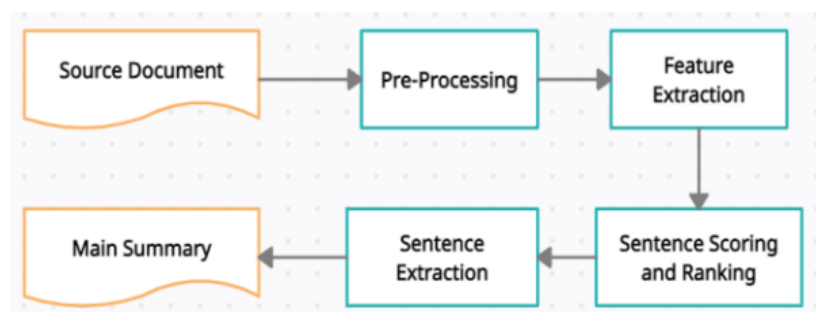 Source Document
Pre-Processing
Feature
Extraction
Sentence Scoring
and Ranking
Sentence
Extraction
Main Summary